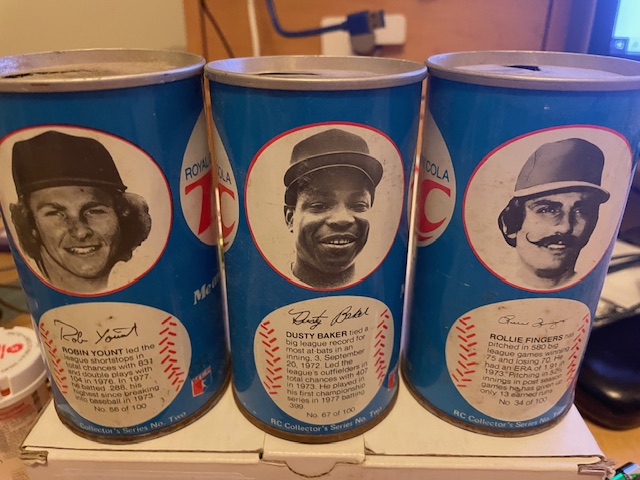 ROYAL
COLA
Rob Yount
ROBIN YOUNT led the
league shortstops in
total chances with 831
and double plays with
104 in 1976. In 1977
he batted .288, his
highest since breaking
into baseball in 1973.
No. 56 of 100
Collector's Series No. Two
COLA
C
Me
Dusty Baker
DUSTY BAKER tied a
big league record for
most at bats in an
inning, 3, September
20, 1972. Led the
league's outfielders in
total chances with 407
in 1973. He played in
his first championship
series in 1977 batting
No. 67 of 100
RC Collector's Series No. Two
COLA
C
ROLLIE FINGERS has
pitched in 580 big
league games winning
75 and losing 70. He
had an ERA of 1.91 in
1973. Pitching in 33
innings in post season
games he has given up
only 13 earned runs.
No. 34 of 100
RC Collector's Series No. Two